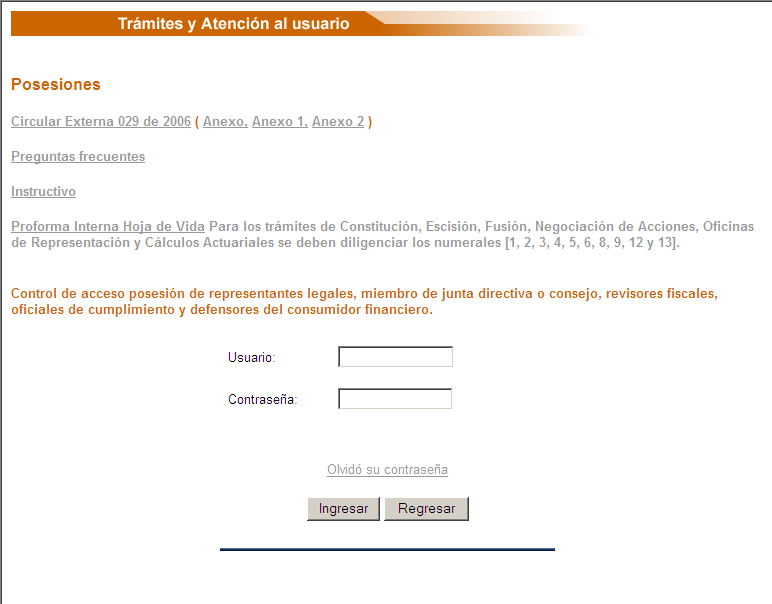 Trámites y Atención al usuario
Posesiones
Circular Externa 029 de 2006 ( Anexo, Anexo 1, Anexo 2 )
Preguntas frecuentes
Instructivo
Proforma Interna Hoja de Vida Para los trámites de Constitución, Escisión, Fusión, Negociación de Acciones, Oficinas
de Representación y Cálculos Actuariales se deben diligenciar los numerales [1, 2, 3, 4, 5, 6, 8, 9, 12 y 13].
Control de acceso posesión de representantes legales, miembro de junta directiva o consejo, revisores fiscales,
oficiales de cumplimiento y defensores del consumidor financiero.
Usuario:
Contraseña:
Olvidó su contraseña
Ingresar Regresar